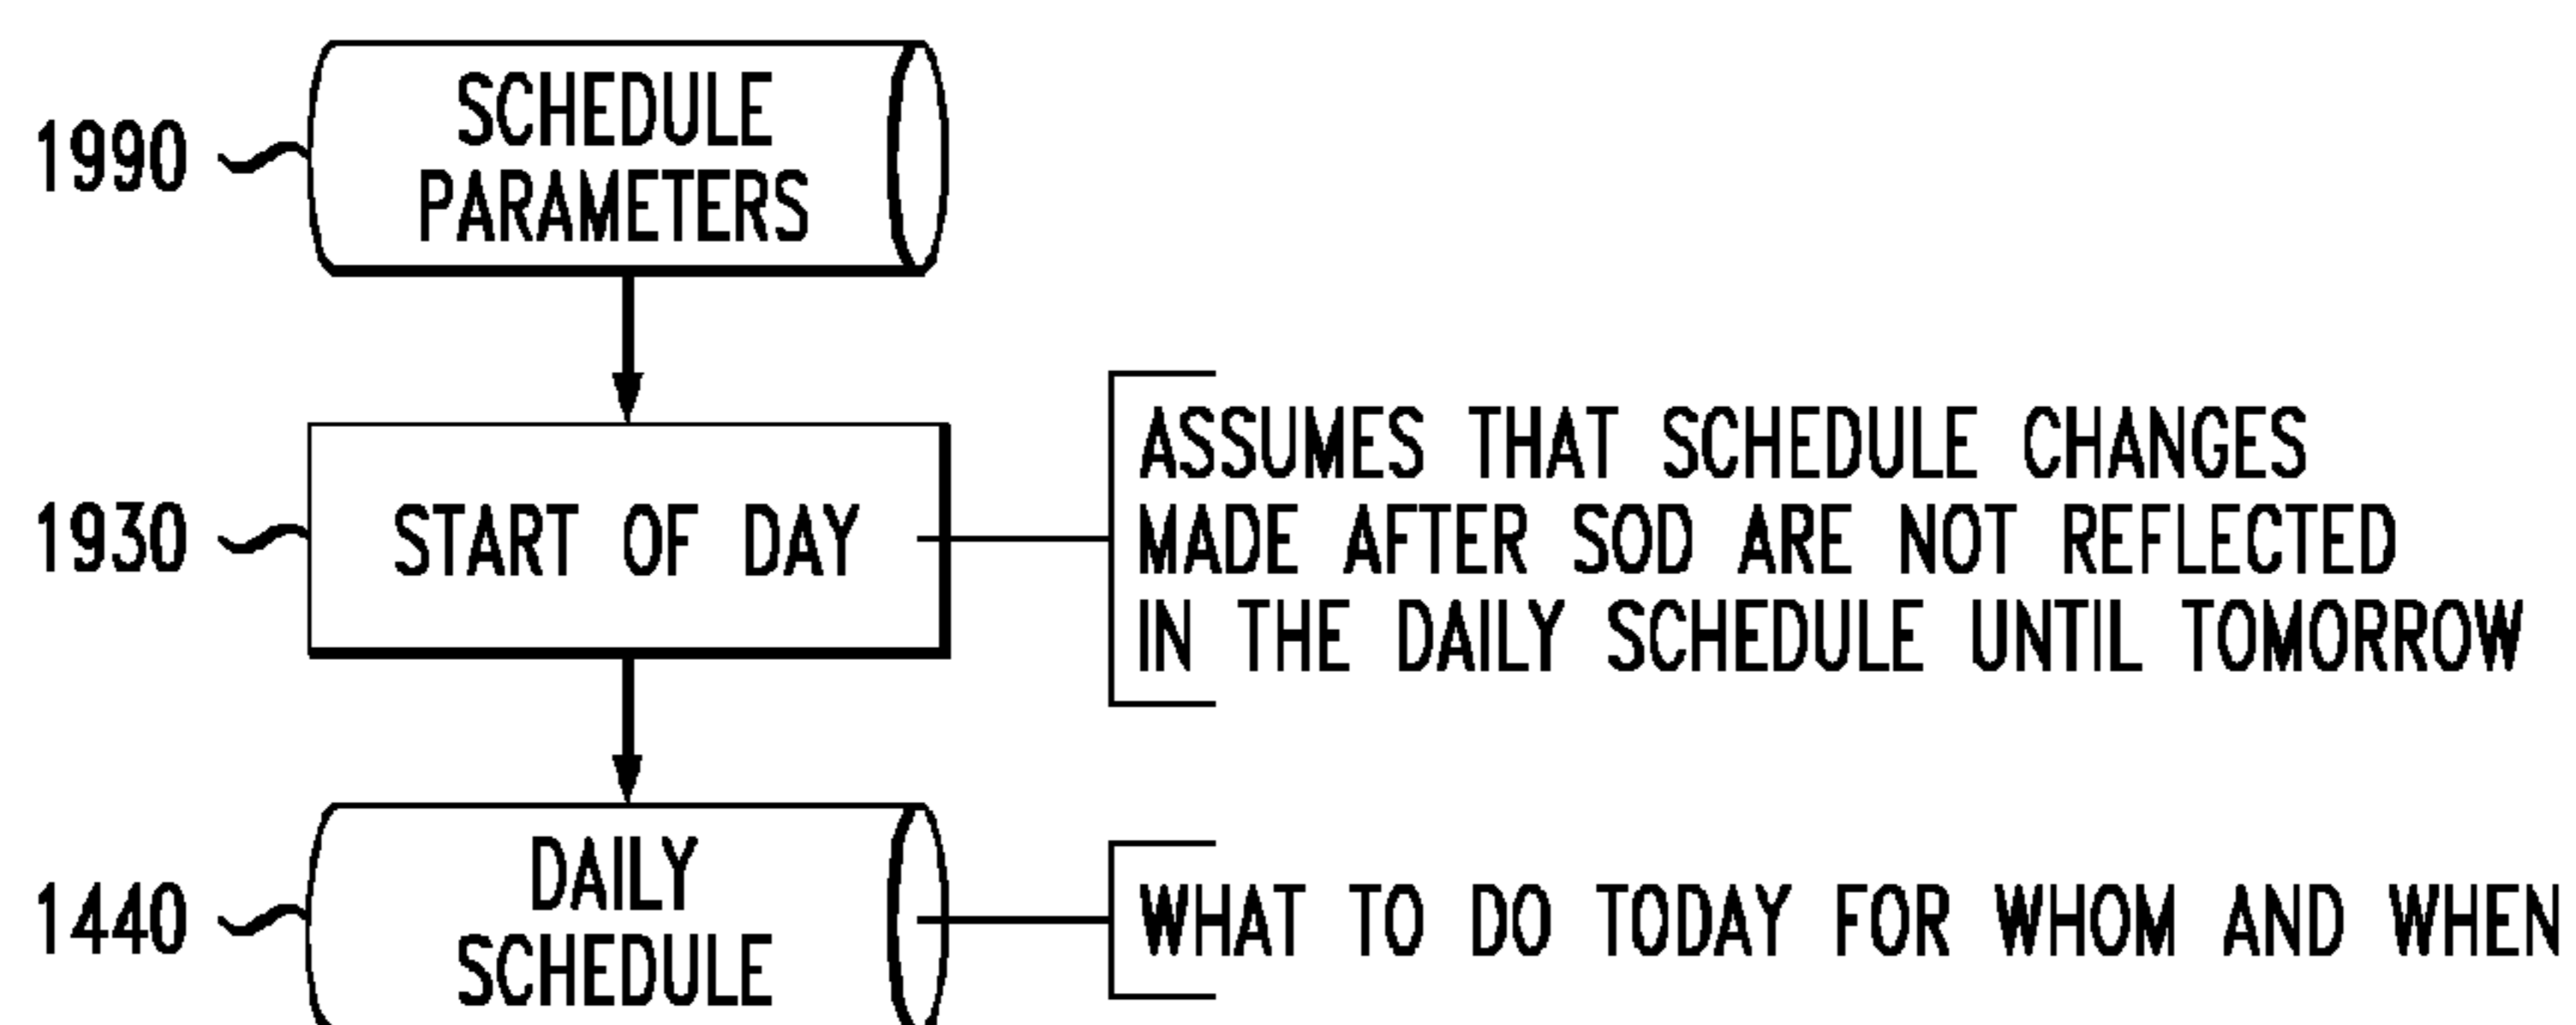 SCHEDULE
PARAMETERS
1990
START OF DAY
1930
ASSUMES THAT SCHEDULE CHANGES
MADE AFTER SOD ARE NOT REFLECTED
IN THE DAILY SCHEDULE UNTIL TOMORROW
DAILY
SCHEDULE
1440
WHAT TO DO TODAY FOR WHOM AND WHEN